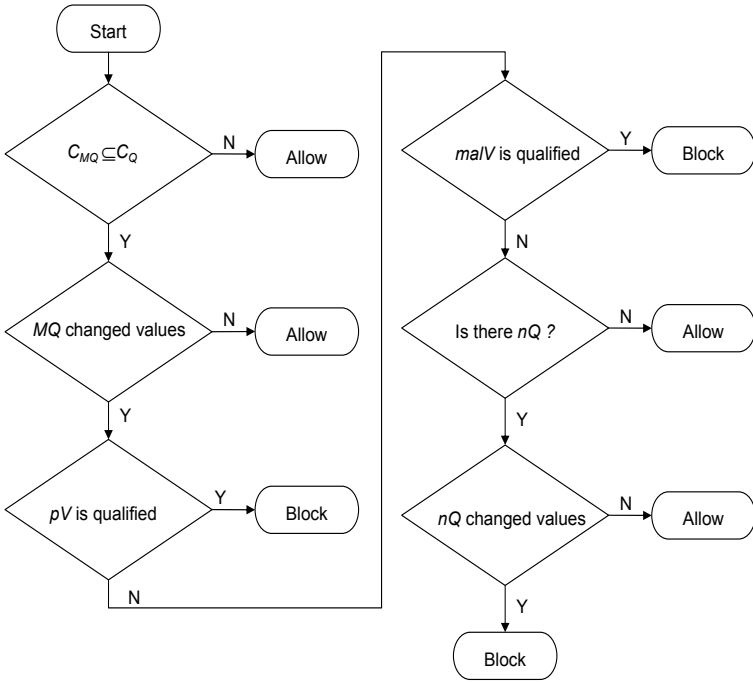 Start
C_MQ⊆C_Q
N
Allow
Y
MQ changed values
N
Allow
Y
pV is qualified
Y
Block
N
malV is qualified
Y
Block
N
Is there nQ ?
N
Allow
Y
nQ changed values
N
Allow
Y
Block